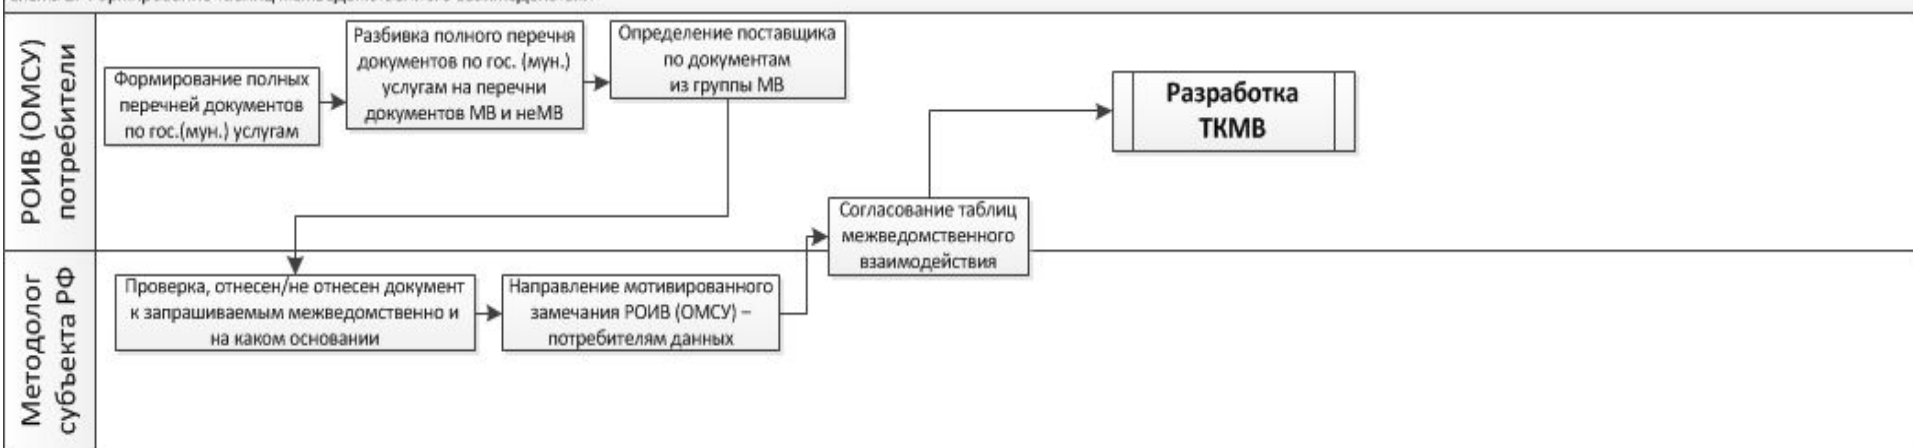 РОИВ (ОМСУ)
потребители
Формирование полных
перечней документов
по гос.(мун.) услугам
Разбивка полного перечня
документов по гос. (мун.)
услугам на перечни
документов МВ и неМВ
Определение поставщика
по документам
из группы МВ
Разработка
ТКМВ
Согласование таблиц
межведомственного
взаимодействия
Методолог
субъекта РФ
Проверка, отнесен/не отнесен документ
к запрашиваемым межведомственно и
на каком основании
Направление мотивированного
замечания РОИВ (ОМСУ) –
потребителям данных